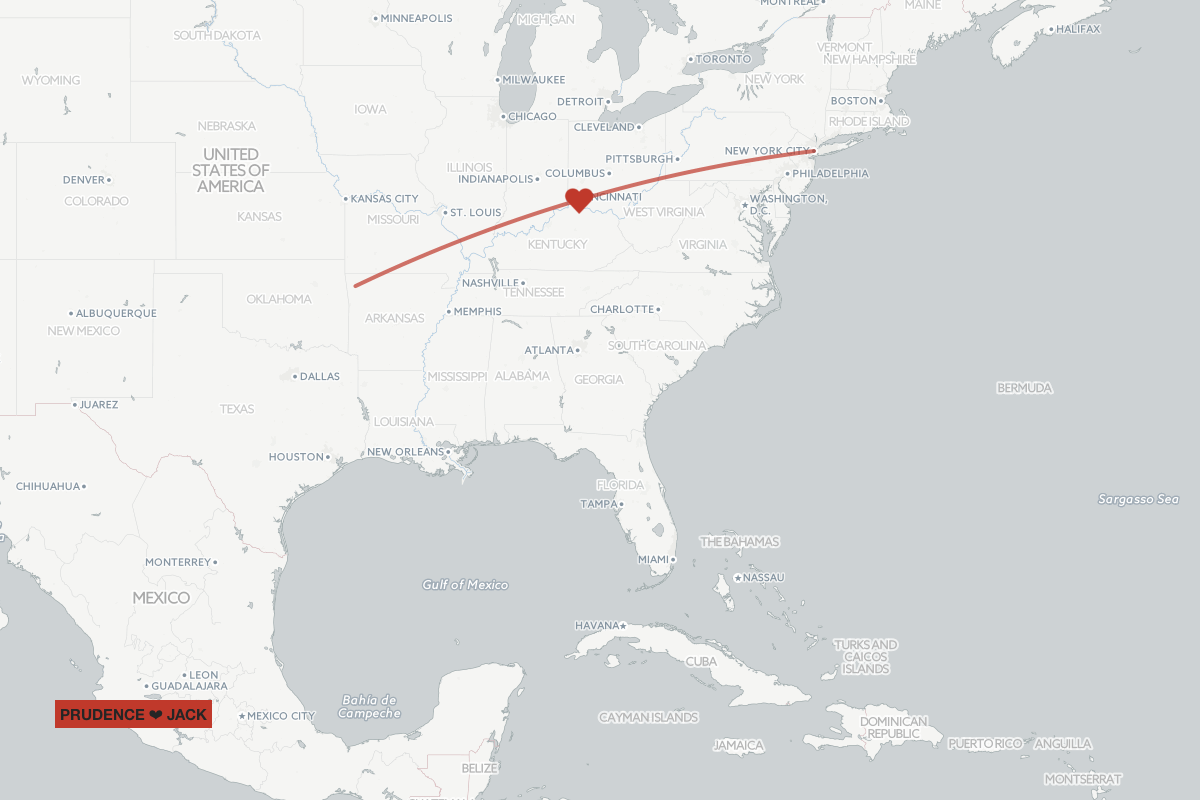 MONTREAL
MAINE
MINNEAPOLIS
MICHIGAN
HALIFAX
SOUTH DAKOTA
VERMONT
NEW HAMPSHIRE
TORONTO
WYOMING
MILWAUKEE
NEW YORK
DETROIT
BOSTON
IOWA
CHICAGO
RHODE ISLAND
NEBRASKA
CLEVELAND
UNITED
STATES OF
AMERICA
NEW YORK CITY
PITTSBURGH
ILLINOIS
COLUMBUS
PHILADELPHIA
DENVER
INDIANAPOLIS
COLORADO
KANSAS CITY
NCINNATI
WASHINGTON,
D.C.
KANSAS
MISSOURI
ST. LOUIS
WEST VIRGINIA
KENTUCKY
VIRGINIA
NASHVILLE
TENNESSEE
OKLAHOMA
ALBUQUERQUE
ARKANSAS
MEMPHIS
CHARLOTTE
NEW MEXICO
ATLANTA
SOUTH CAROLINA
DALLAS
MISSISSIPPI
ALABAMA
GEORGIA
BERMUDA
JUAREZ
TEXAS
LOUISIANA
HOUSTON
NEW ORLEANS
CHIHUAHUA
FLORIDA
Sargasso Sea
TAMPA
THE BAHAMAS
MONTERREY
MIAMI
Gulf of Mexico
NASSAU
MEXICO
HAVANA
TURKS AND
CAICOS
ISLANDS
CUBA
LEON
GUADALAJARA
Bahía de
Campeche
PRUDENCE ❤ JACK
MEXICO CITY
CAYMAN ISLANDS
DOMINICAN
REPUBLIC
JAMAICA
PUERTO RICO
ANGUILLA
BELIZE
MONTSERRAT